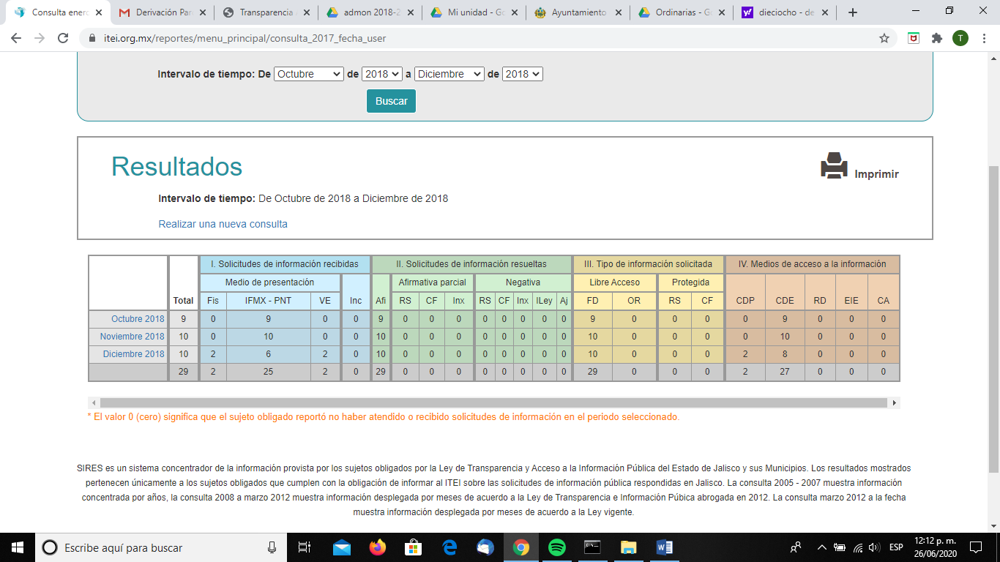 Consulta enero
Derivación Par
Transparencia
admon 2018-2
Mi unidad - Go
Ayuntamiento
Ordinarias - Go
dieciocho - de
itei.org.mx/reportes/menu_principal/consulta_2017_fecha_user
T
Intervalo de tiempo: De Octubre de 2018 a Diciembre de 2018
Buscar
Resultados
Imprimir
Intervalo de tiempo: De Octubre de 2018 a Diciembre de 2018
Realizar una nueva consulta
I. Solicitudes de información recibidas II. Solicitudes de información resueltas III. Tipo de información solicitada IV. Medios de acceso a la información
Medio de presentación Afirmativa parcial Negativa Libre Acceso Protegida
Total Fis IFMX - PNT VE Inc Afi RS CF Inx RS CF Inx ILey Aj FD OR RS CF CDP CDE RD EIE CA
Octubre 2018 9 0 9 0 0 9 0 0 0 0 0 0 0 0 9 0 0 0 0 9 0 0 0
Noviembre 2018 10 0 10 0 0 10 0 0 0 0 0 0 0 0 10 0 0 0 0 10 0 0 0
Diciembre 2018 10 2 6 2 0 10 0 0 0 0 0 0 0 0 10 0 0 0 2 8 0 0 0
29 2 25 2 0 29 0 0 0 0 0 0 0 0 29 0 0 0 2 27 0 0 0
* El valor 0 (cero) significa que el sujeto obligado reportó no haber atendido o recibido solicitudes de información en el periodo seleccionado.
SIRES es un sistema concentrador de la información provista por los sujetos obligados por la Ley de Transparencia y Acceso a la Información Pública del Estado de Jalisco y sus Municipios. Los resultados mostrados
pertenecen únicamente a los sujetos obligados que cumplen con la obligación de informar al ITEI sobre las solicitudes de información pública respondidas en Jalisco. La consulta 2005 - 2007 muestra información
concentrada por años, la consulta 2008 a marzo 2012 muestra información desplegada por meses de acuerdo a la Ley de Transparencia e Información Púbica abrogada en 2012. La consulta marzo 2012 a la fecha
muestra información desplegada por meses de acuerdo a la Ley vigente.
Escribe aquí para buscar
ESP
12:12 p. m.
26/06/2020